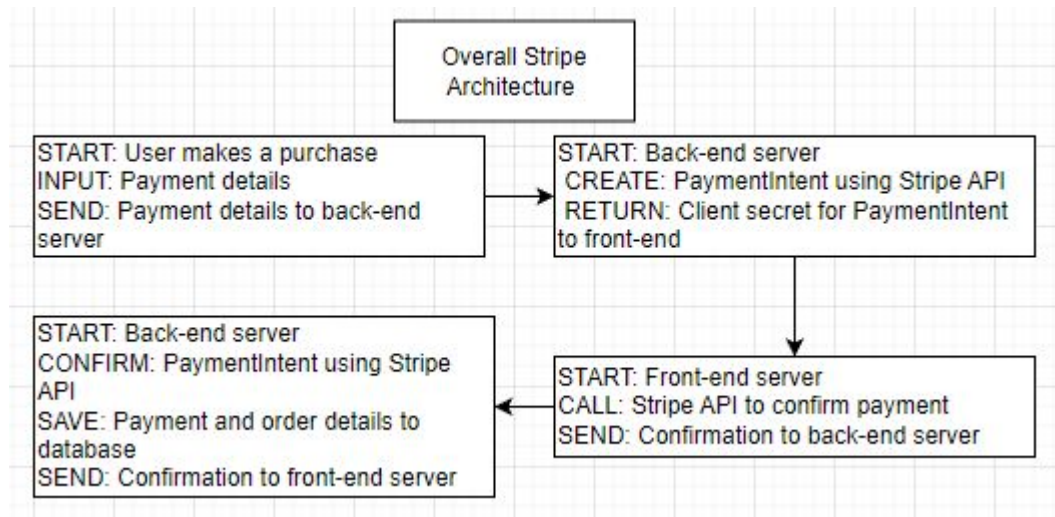 Overall Stripe
Architecture
START: User makes a purchase
INPUT: Payment details
SEND: Payment details to back-end
server
START: Back-end server
CREATE: PaymentIntent using Stripe API
RETURN: Client secret for PaymentIntent
to front-end
START: Front-end server
CALL: Stripe API to confirm payment
SEND: Confirmation to back-end server
START: Back-end server
CONFIRM: PaymentIntent using Stripe
API
SAVE: Payment and order details to
database
SEND: Confirmation to front-end server